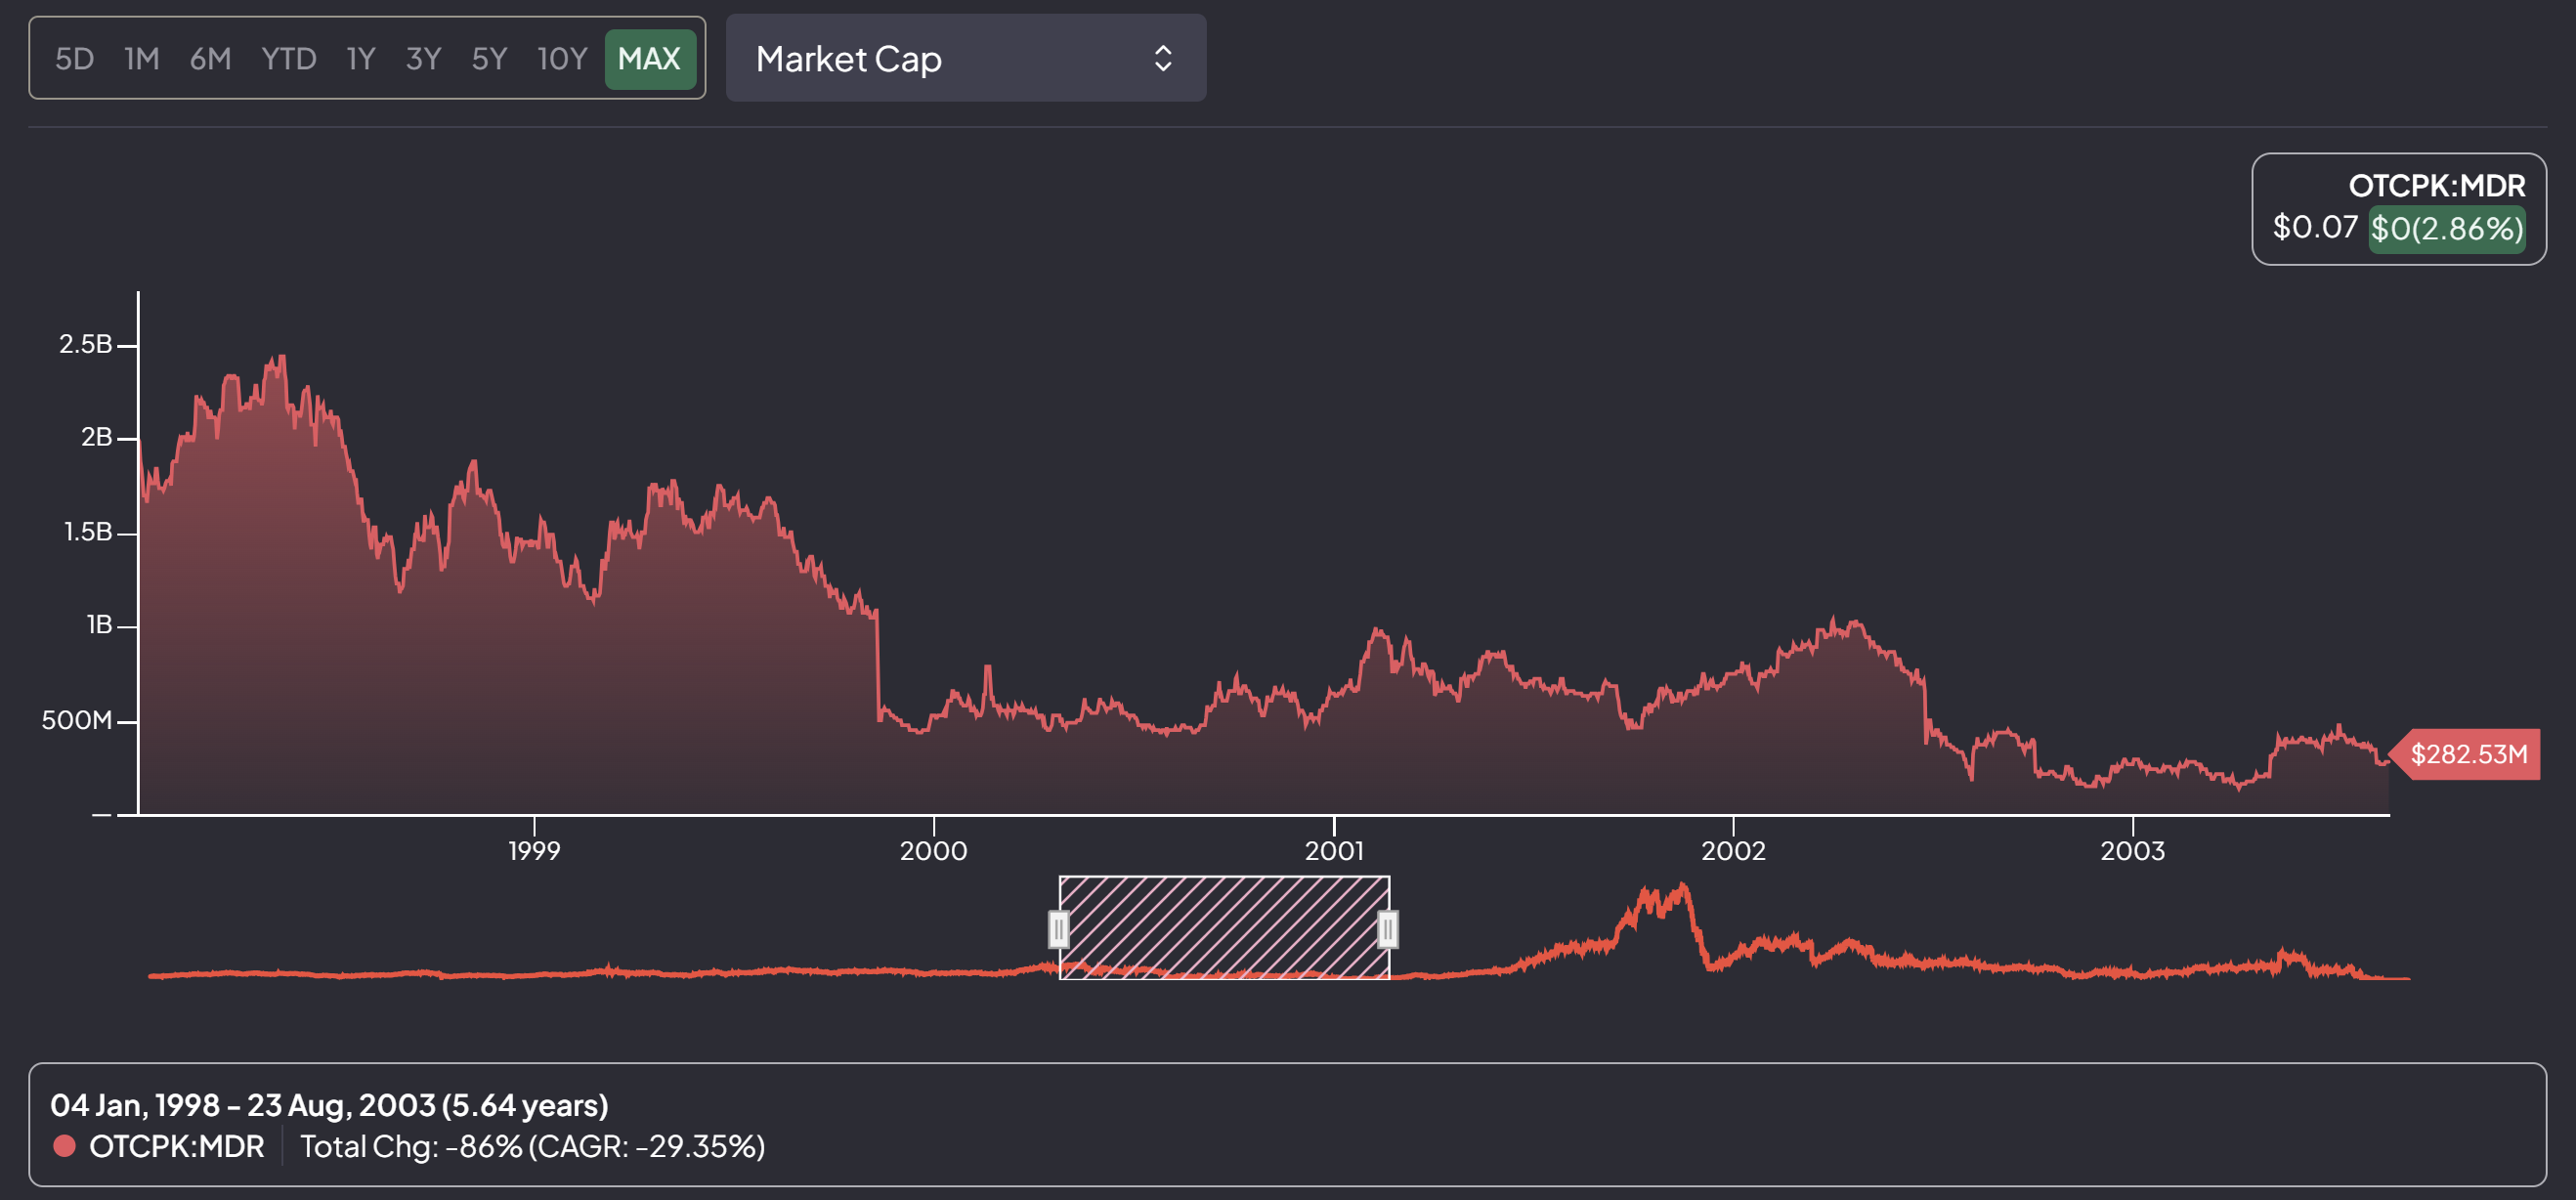 5D 1M 6M YTD 1Y 3Y 5Y 10Y MAX Market Cap
OTCPK:MDR
$0.07 $0(2.86%)
2.5B
2B
1.5B
1B
500M
—
$282.53M
1999 2000 2001 2002 2003
04 Jan, 1998 - 23 Aug, 2003 (5.64 years)
OTCPK:MDR Total Chg: -86% (CAGR: -29.35%)